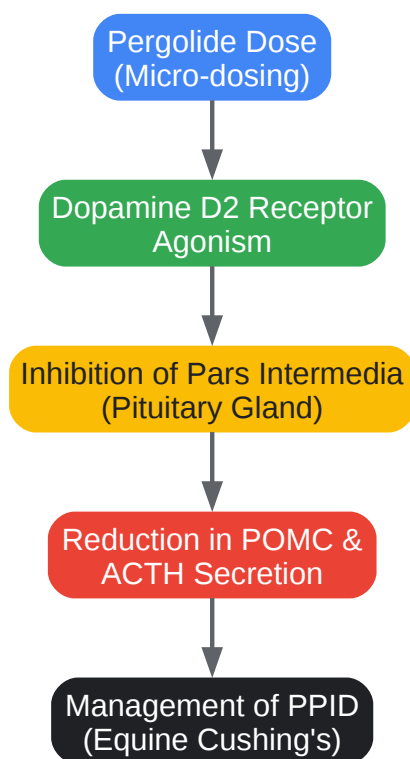 Pergolide Dose
(Micro-dosing)
Dopamine D2 Receptor
Agonism
Inhibition of Pars Intermedia
(Pituitary Gland)
Reduction in POMC &
ACTH Secretion
Management of PPID
(Equine Cushing's)